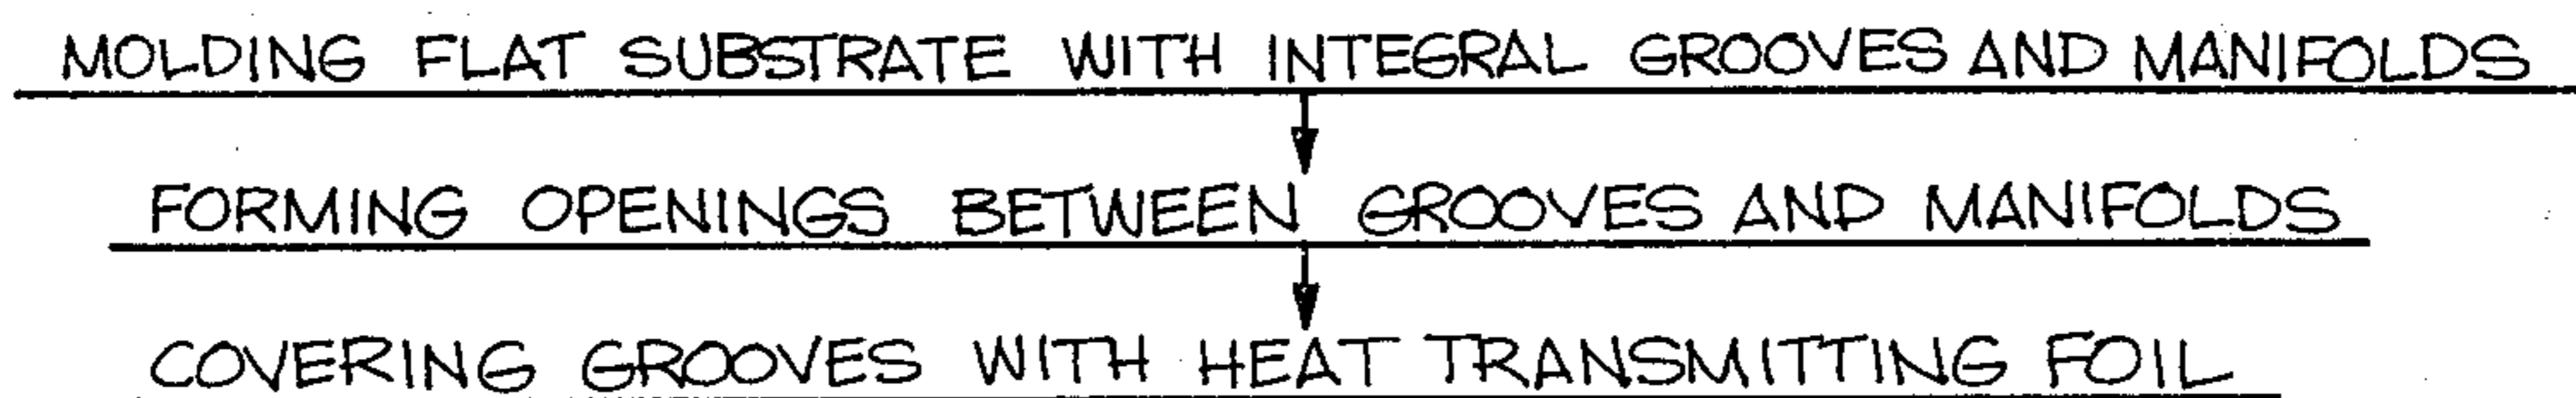 MOLDING FLAT SUBSTRATE WITH INTEGRAL GROOVES AND MANIFOLDS
FORMING OPENINGS BETWEEN GROOVES AND MANIFOLDS
COVERING GROOVES WITH HEAT TRANSMITTING FOIL